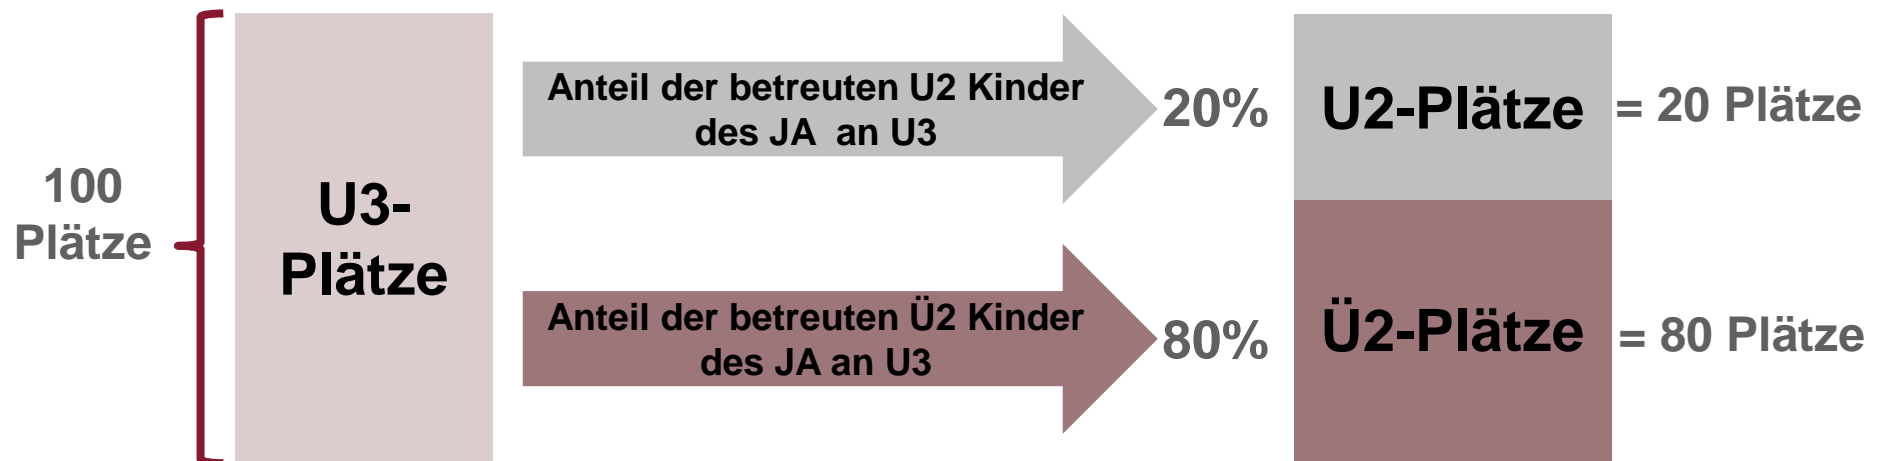 100
Plätze
U3-
Plätze
Anteil der betreuten U2 Kinder
des JA  an U3
20%
U2-Plätze
= 20 Plätze
Anteil der betreuten Ü2 Kinder
des JA an U3
80%
Ü2-Plätze
= 80 Plätze